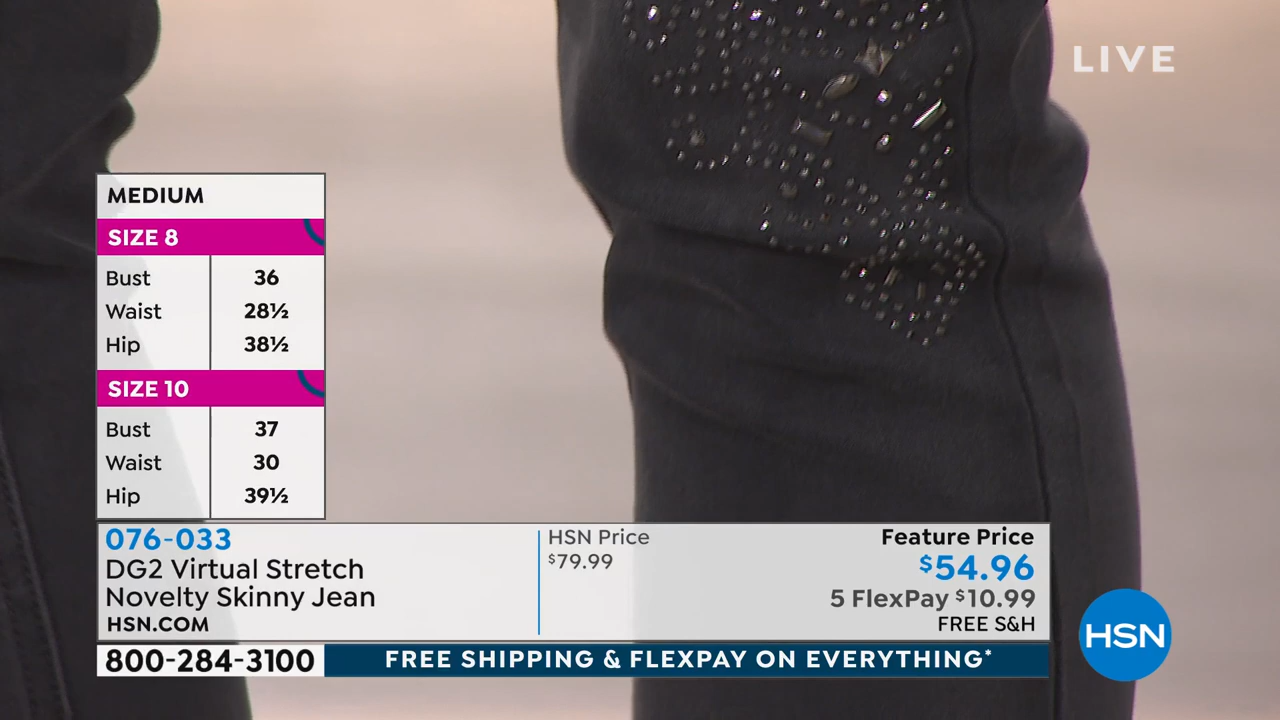 LIVE
MEDIUM
SIZE 8
Bust 36
Waist 28½
Hip 38½
SIZE 10
Bust 37
Waist 30
Hip 39½
076-033
DG2 Virtual Stretch
Novelty Skinny Jean
HSN.COM
HSN Price
$79.99
Feature Price
$54.96
5 FlexPay $10.99
FREE S&H
HSN
800-284-3100
FREE SHIPPING & FLEXPAY ON EVERYTHING*